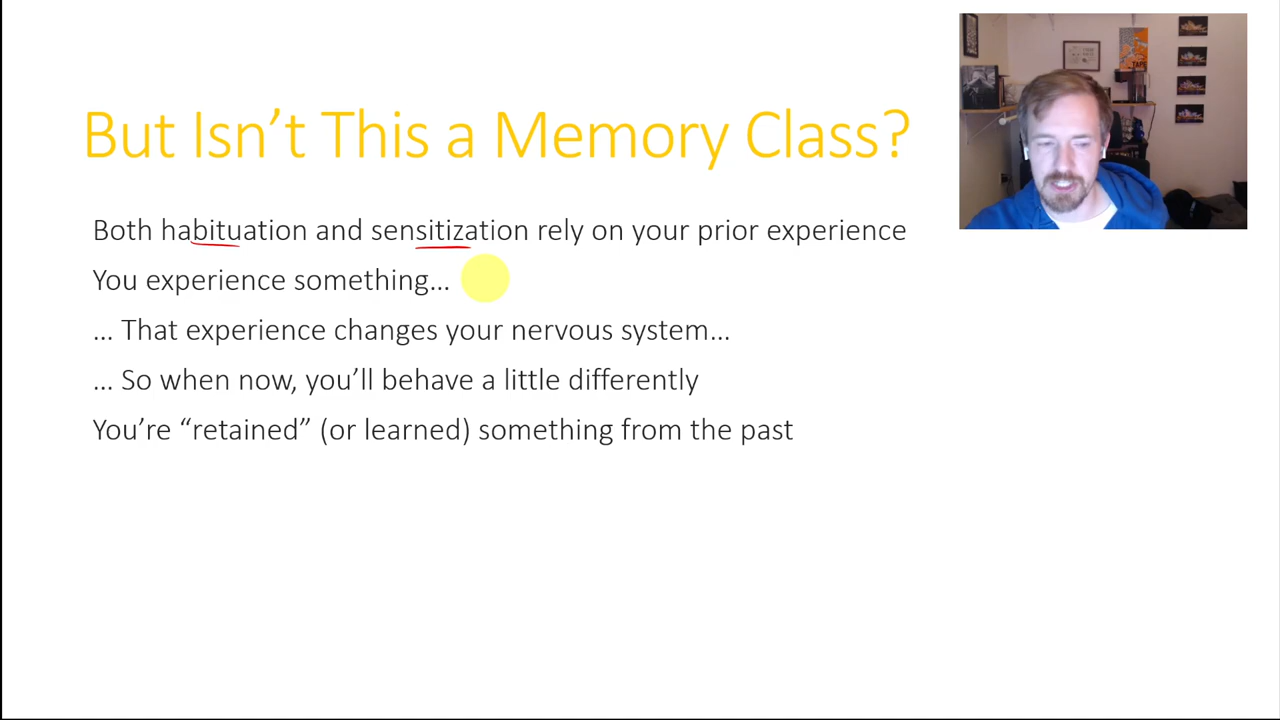 But Isn’t This a Memory Class?
Both habituation and sensitization rely on your prior experience
You experience something…
… That experience changes your nervous system…
… So when now, you’ll behave a little differently
You’re “retained” (or learned) something from the past
TAPE